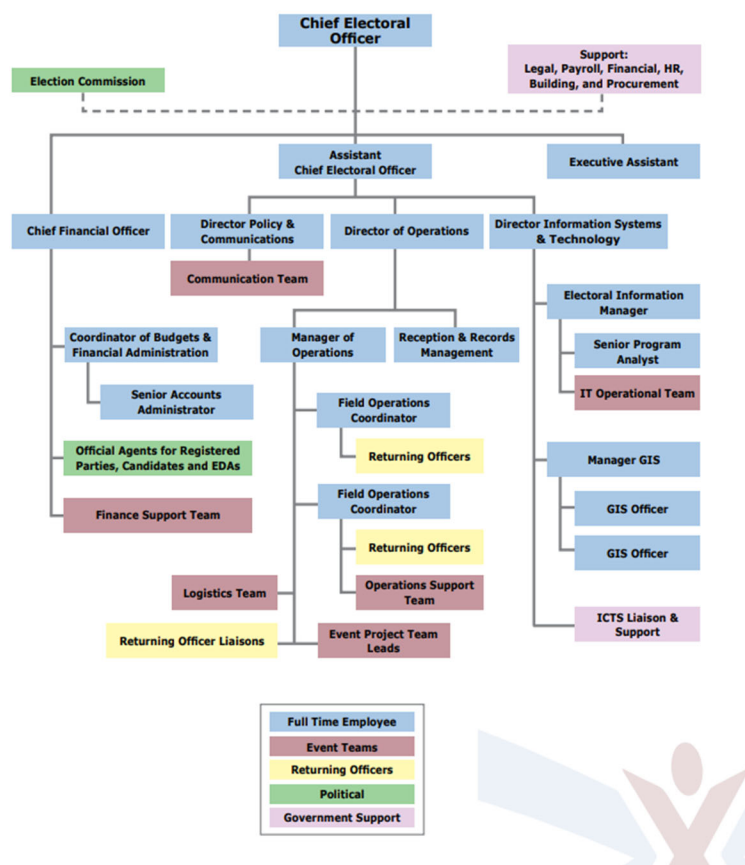 Chief Electoral
Officer
Election Commission
Support:
Legal, Payroll, Financial, HR,
Building, and Procurement
Assistant
Chief Electoral Officer
Executive Assistant
Chief Financial Officer
Director Policy &
Communications
Director of Operations
Director Information Systems
& Technology
Communication Team
Electoral Information
Manager
Coordinator of Budgets &
Financial Administration
Manager of
Operations
Reception & Records
Management
Senior Program
Analyst
Senior Accounts
Administrator
IT Operational Team
Field Operations
Coordinator
Official Agents for Registered
Parties, Candidates and EDAs
Returning Officers
Manager GIS
Finance Support Team
Field Operations
Coordinator
GIS Officer
Returning Officers
GIS Officer
Logistics Team
Operations Support
Team
Returning Officer Liaisons
Event Project Team
Leads
ICTS Liaison &
Support
Full Time Employee
Event Teams
Returning Officers
Political
Government Support